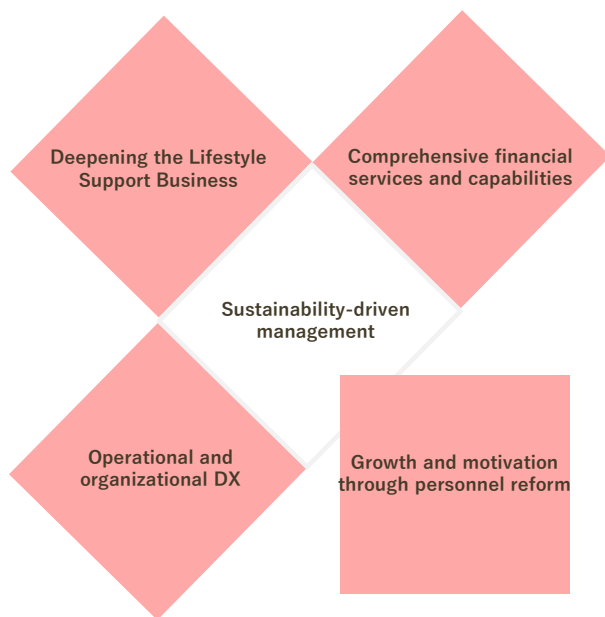 Deepening the Lifestyle
Support Business
Comprehensive financial
services and capabilities
Sustainability-driven
management
Operational and
organizational DX
Growth and motivation
through personnel reform